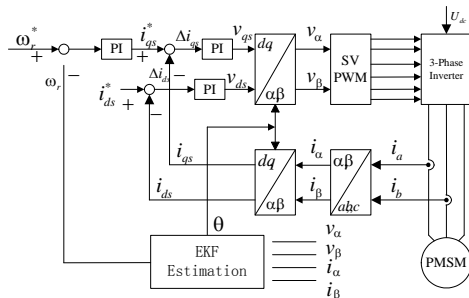 ω*r PI i*qs Δiqs PI vqs dq αβ vα vβ SV PWM Udc 3-Phase Inverter
ωr i*ds Δids PI vds
iqs ids dq αβ iα iβ αβ abc ia ib
θ
EKF Estimation
vα
vβ
iα
iβ
PMSM